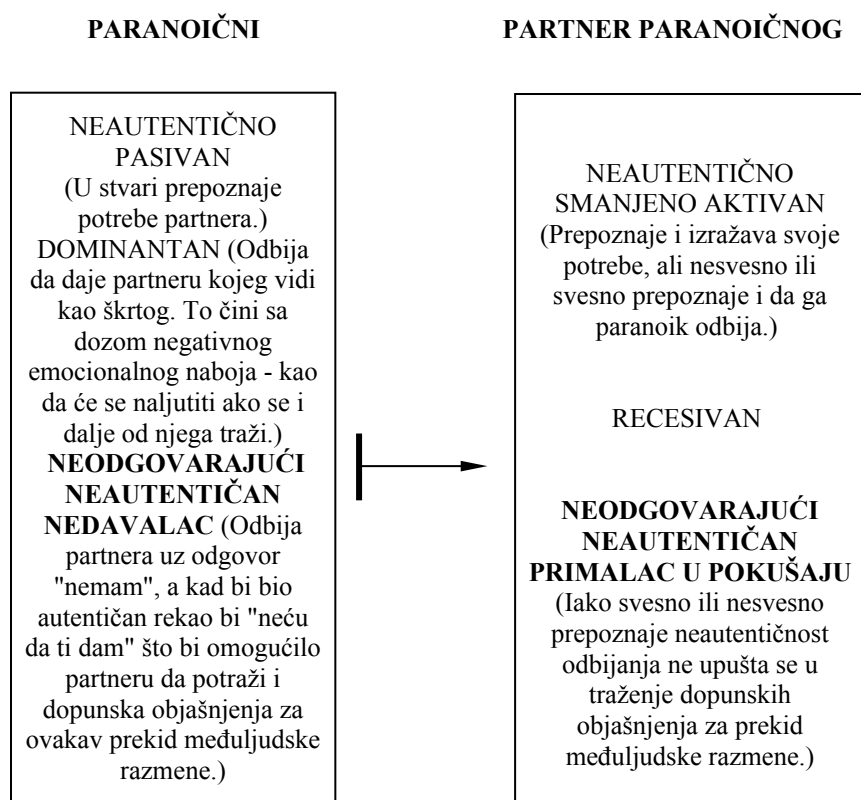 PARANOIČNI
PARTNER PARANOIČNOG
NEAUTENTIČNO
PASIVAN
(U stvari prepoznaje
potrebe partnera.)
DOMINANTAN (Odbija
da daje partneru kojeg vidi
kao škrtog. To čini sa
dozom negativnog
emocionalnog naboja - kao
da će se naljutiti ako se i
dalje od njega traži.)
NEODGOVARAJUĆI
NEAUTENTIČAN
NEDAVALAC (Odbija
partnera uz odgovor
"nemam", a kad bi bio
autentičan rekao bi "neću
da ti dam" što bi omogućilo
partneru da potraži i
dopunska objašnjenja za
ovakav prekid međuljudske
razmene.)
NEAUTENTIČNO
SMANJENO AKTIVAN
(Prepoznaje i izražava svoje
potrebe, ali nesvesno ili
svesno prepoznaje i da ga
paranoik odbija.)
RECESIVAN
NEODGOVARAJUĆI
NEAUTENTIČAN
PRIMALAC U POKUŠAJU
(Iako svesno ili nesvesno
prepoznaje neautentičnost
odbijanja ne upušta se u
traženje dopunskih
objašnjenja za prekid
međuljudske razmene.)